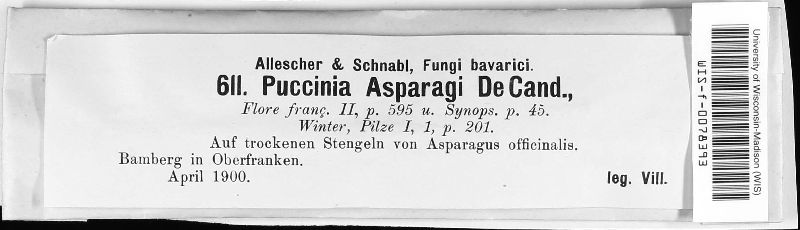 Allescher & Schnabl, Fungi bavarici.
611. Puccinia Asparagi De Cand.,
Flore franç. II, p. 595 u. Synops. p. 45.
Winter, Pilze I, 1, p. 201.
Auf trockenen Stengeln von Asparagus officinalis.
Bamberg in Oberfranken.
April 1900.
leg. Vill.
University of Wisconsin-Madison (WIS)
WIS-f-0078393